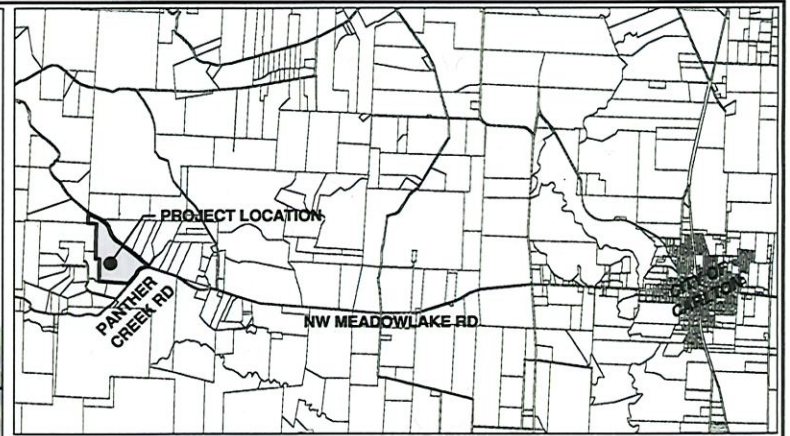 PROJECT LOCATION
PANTHER
CREEK RD
NW MEADOWLAKE RD
CITY OF
CARLTON